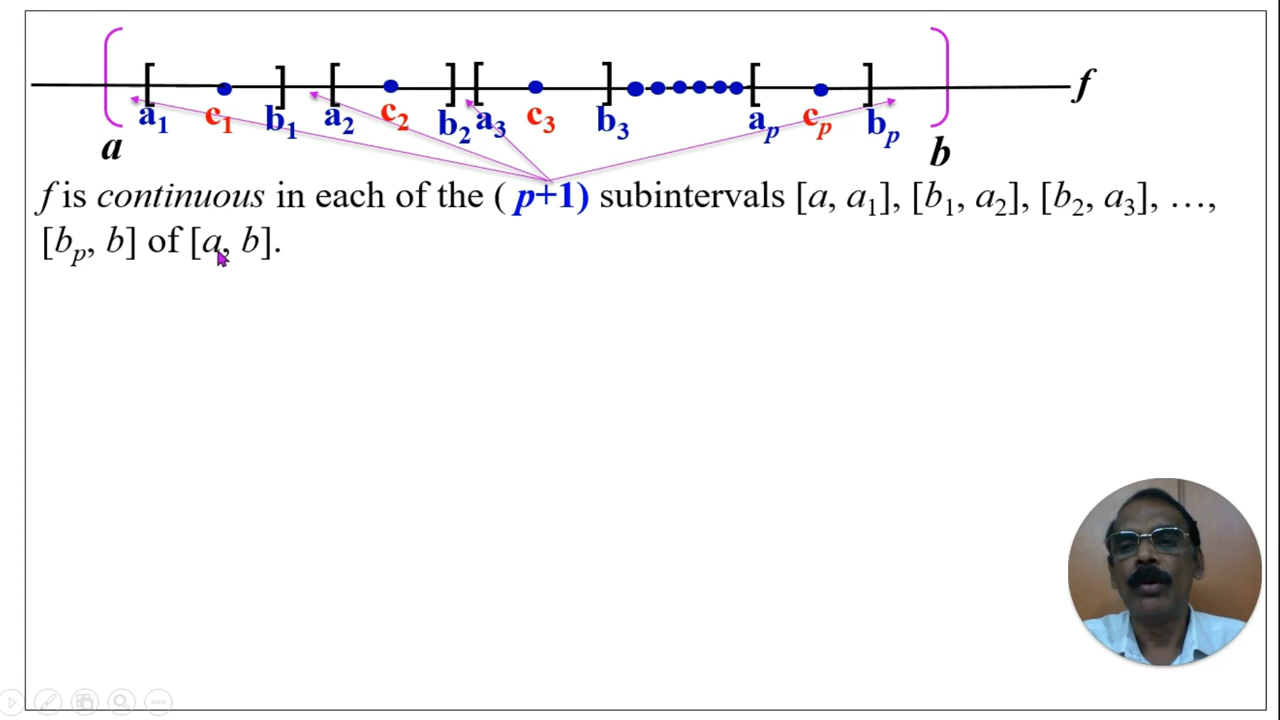 f
a₁ c₁ b₁ a₂ c₂ b₂ a₃ c₃ b₃ aₚ cₚ bₚ
a b
f is continuous in each of the ( p+1) subintervals [a, a₁], [b₁, a₂], [b₂, a₃], …,
[bₚ, b] of [a, b].